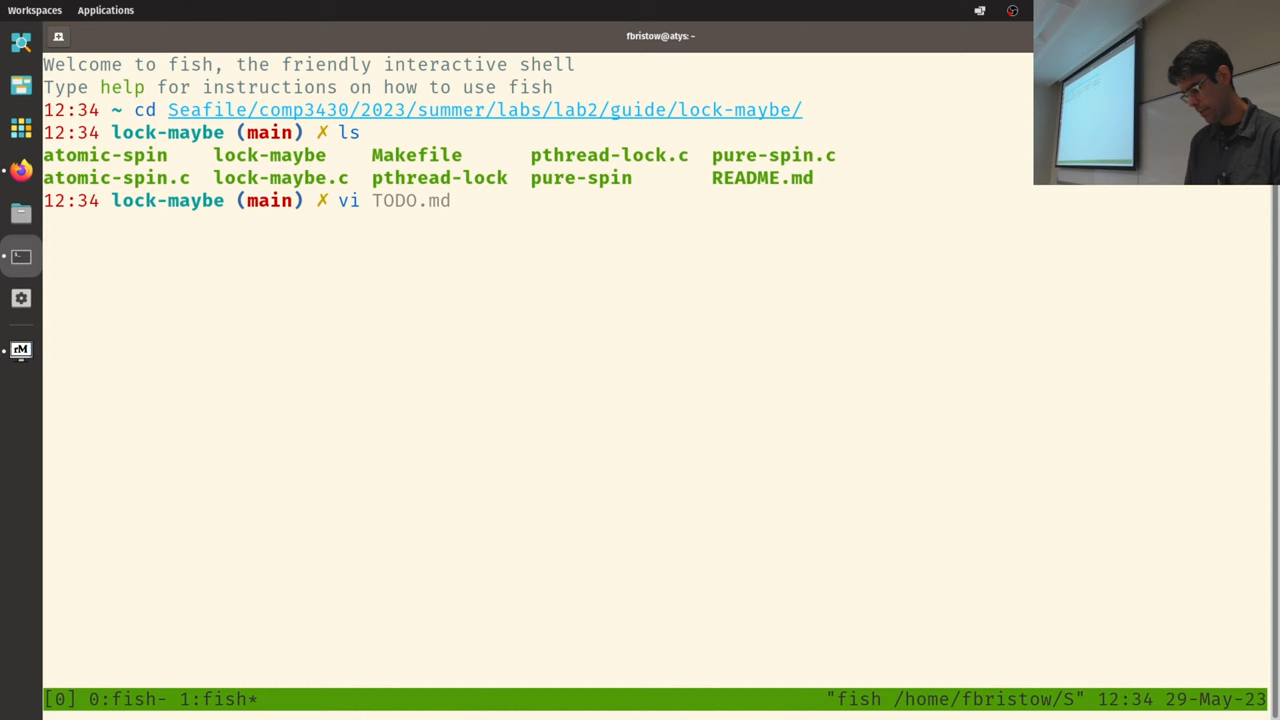 Workspaces Applications
fbristow@atys: ~
Welcome to fish, the friendly interactive shell
Type help for instructions on how to use fish
12:34 ~ cd Seafile/comp3430/2023/summer/labs/lab2/guide/lock-maybe/
12:34 lock-maybe (main) ✗ ls
atomic-spin lock-maybe Makefile pthread-lock.c pure-spin.c
atomic-spin.c lock-maybe.c pthread-lock pure-spin README.md
12:34 lock-maybe (main) ✗ vi TODO.md
rM
[0] 0:fish- 1:fish* "fish /home/fbristow/S" 12:34 29-May-23